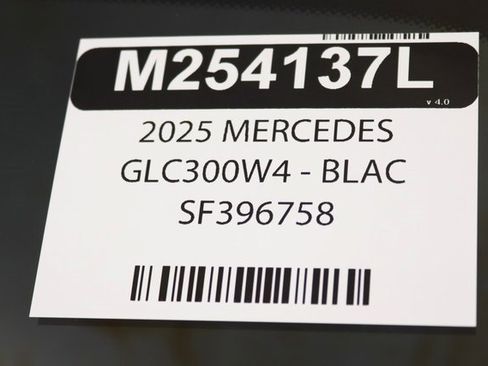 M254137L
v 4.0
2025 MERCEDES
GLC300W4 - BLAC
SF396758